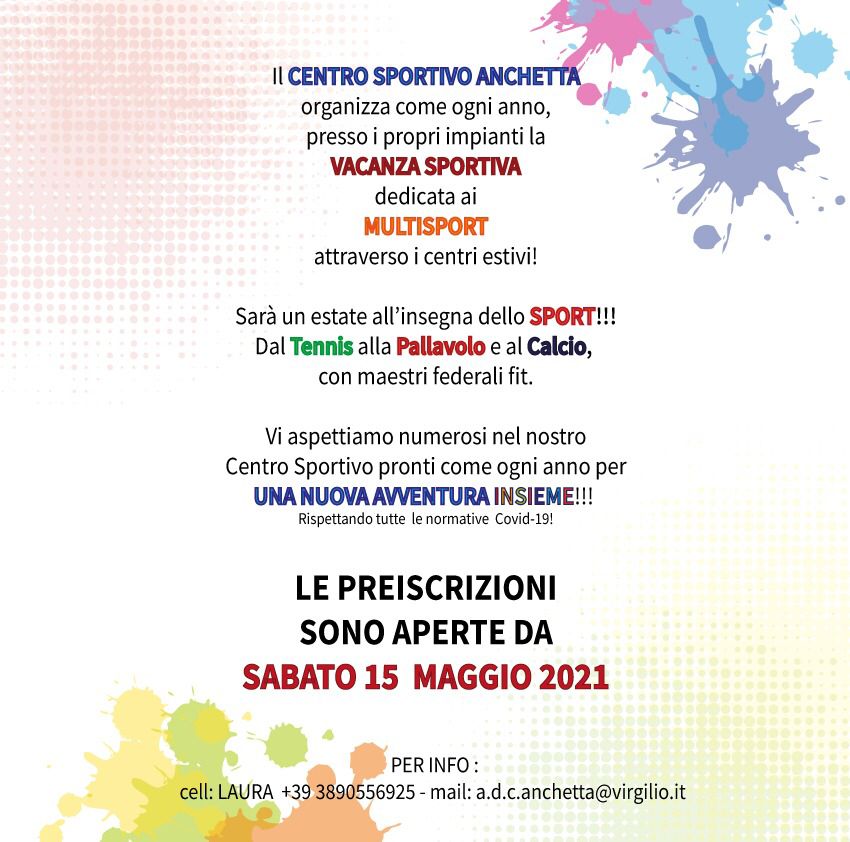 Il CENTRO SPORTIVO ANCHETTA
organizza come ogni anno,
presso i propri impianti la
VACANZA SPORTIVA
dedicata ai
MULTISPORT
attraverso i centri estivi!
Sarà un estate all'insegna dello SPORT!!!
Dal Tennis alla Pallavolo e al Calcio,
con maestri federali fit.
Vi aspettiamo numerosi nel nostro
Centro Sportivo pronti come ogni anno per
UNA NUOVA AVVENTURA INSIEME!!!
Rispettando tutte le normative Covid-19!
LE PREISCRIZIONI
SONO APERTE DA
SABATO 15 MAGGIO 2021
PER INFO :
cell: LAURA +39 3890556925 - mail: a.d.c.anchetta@virgilio.it